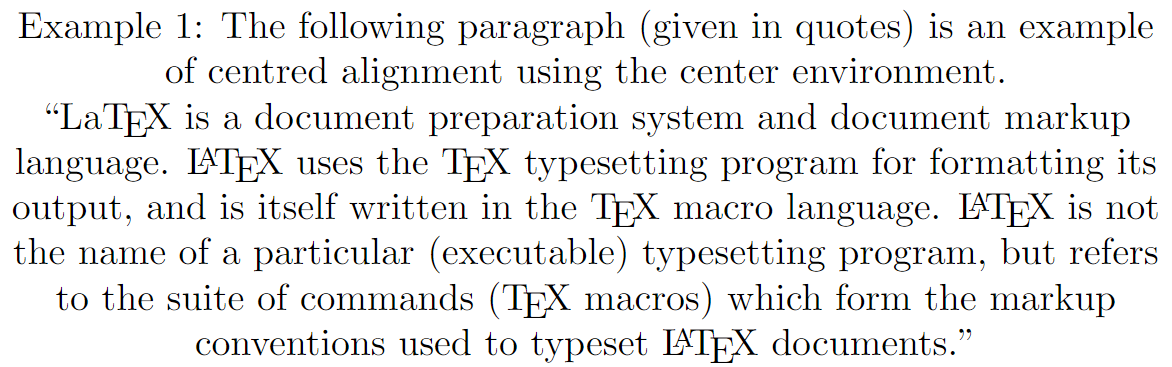 Example 1: The following paragraph (given in quotes) is an example
of centred alignment using the center environment.
“LaTEX is a document preparation system and document markup
language. LATEX uses the TEX typesetting program for formatting its
output, and is itself written in the TEX macro language. LATEX is not
the name of a particular (executable) typesetting program, but refers
to the suite of commands (TEX macros) which form the markup
conventions used to typeset LATEX documents.”